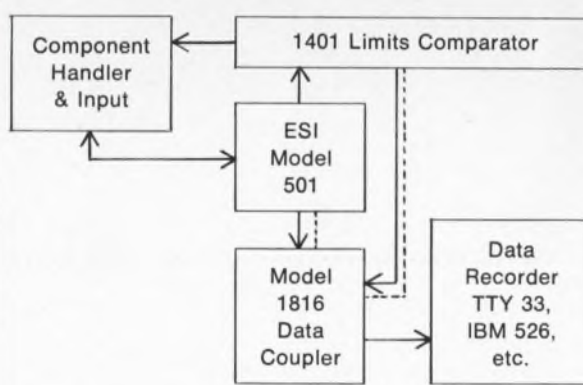 Component
Handler
& Input
1401 Limits Comparator
ESI
Model
501
Model
1816
Data
Coupler
Data
Recorder
TTY 33,
IBM 526,
etc.